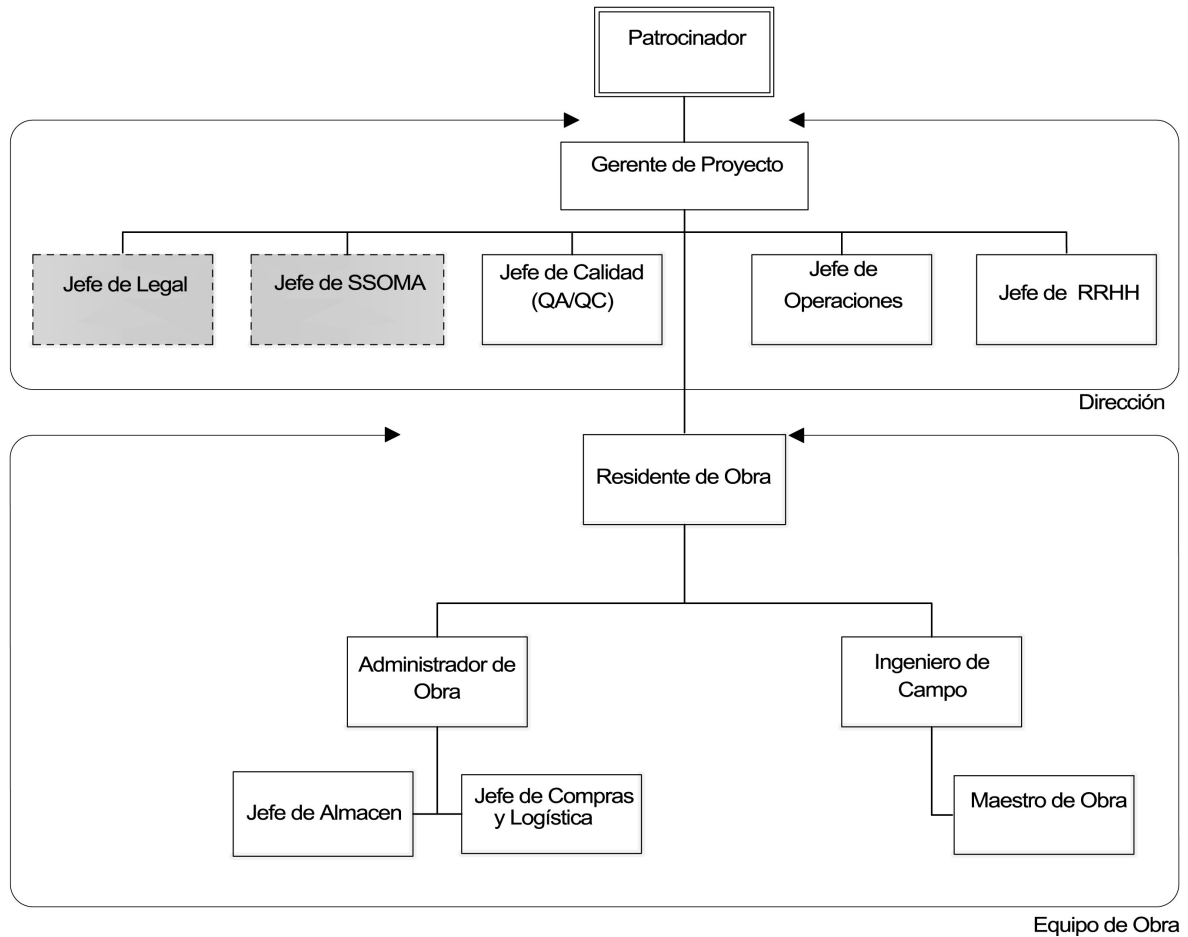 Patrocinador
Gerente de Proyecto
Jefe de Legal
Jefe de SSOMA
Jefe de Calidad
(QA/QC)
Jefe de
Operaciones
Jefe de RRHH
Dirección
Residente de Obra
Administrador de
Obra
Ingeniero de
Campo
Jefe de Almacen
Jefe de Compras
y Logística
Maestro de Obra
Equipo de Obra